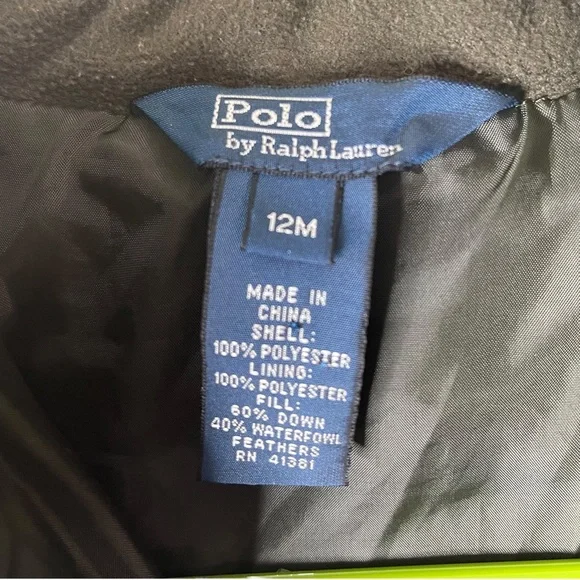 Polo
by Ralph Lauren
12M
MADE IN
CHINA
SHELL:
100% POLYESTER
LINING:
100% POLYESTER
FILL:
60% DOWN
40% WATERFOWL
FEATHERS
RN 41381